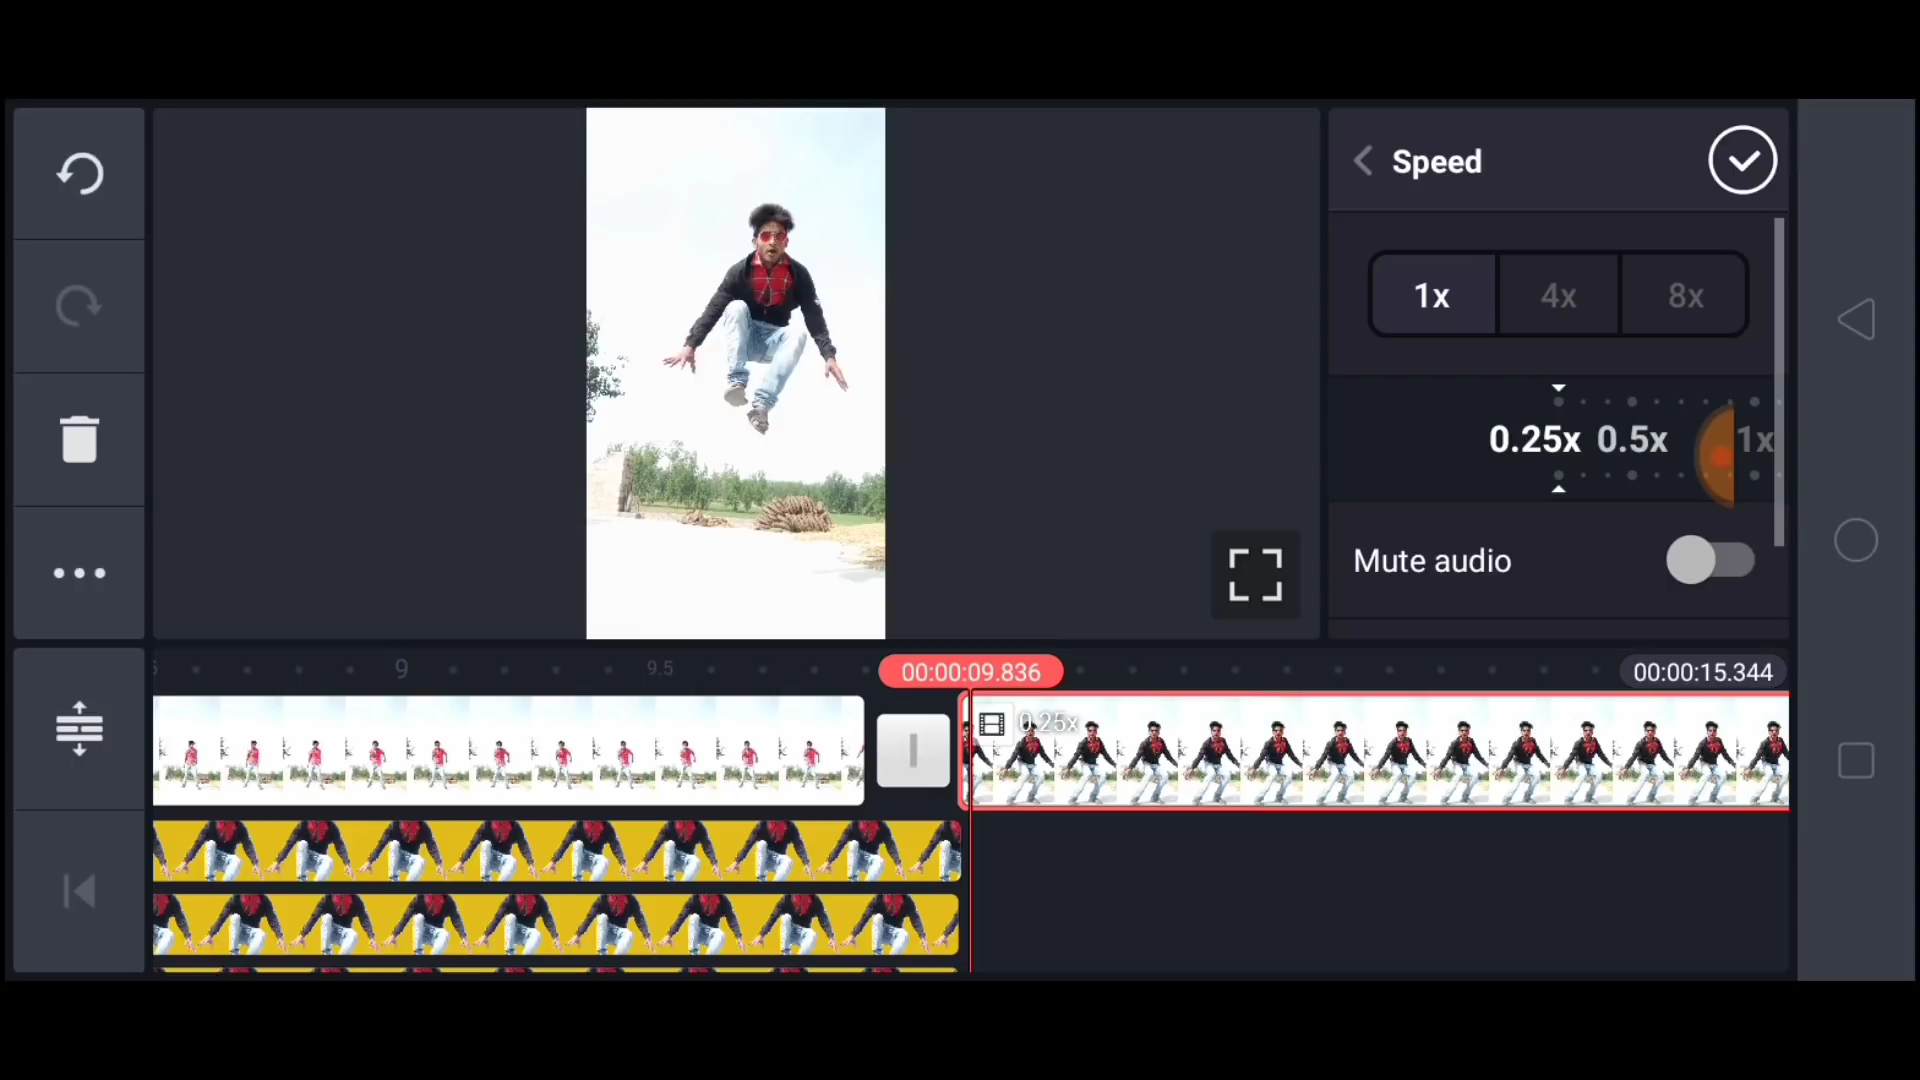 Speed
1x 4x 8x
0.25x 0.5x 1x
Mute audio
9 9.5 00:00:09.836 00:00:15.344
0.25x